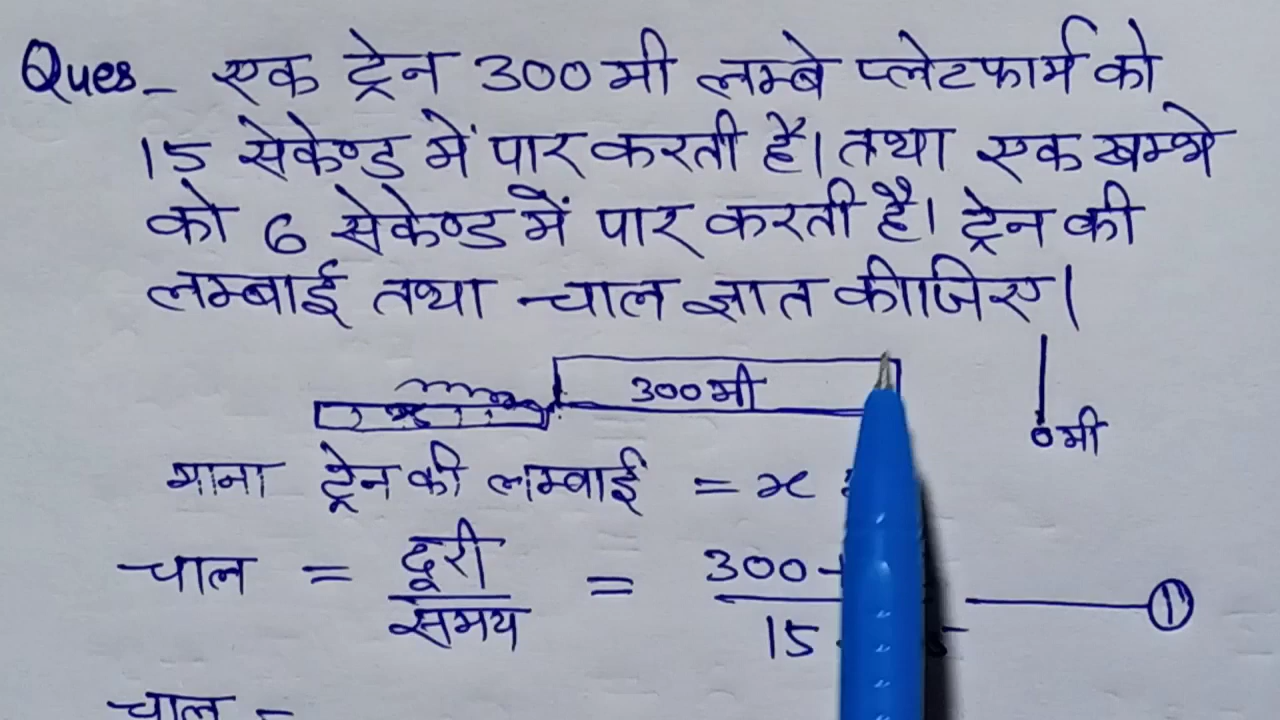 Ques - एक ट्रेन 300 मी लम्बे प्लेटफार्म को
15 सेकेण्ड में पार करती है। तथा एक खम्भे
को 6 सेकेण्ड में पार करती है। ट्रेन की
लम्बाई तथा चाल ज्ञात कीजिए।
300 मी
0 मी
माना ट्रेन की लम्बाई = x
चाल = दूरी / समय = 300 + / 15 ①
चाल =